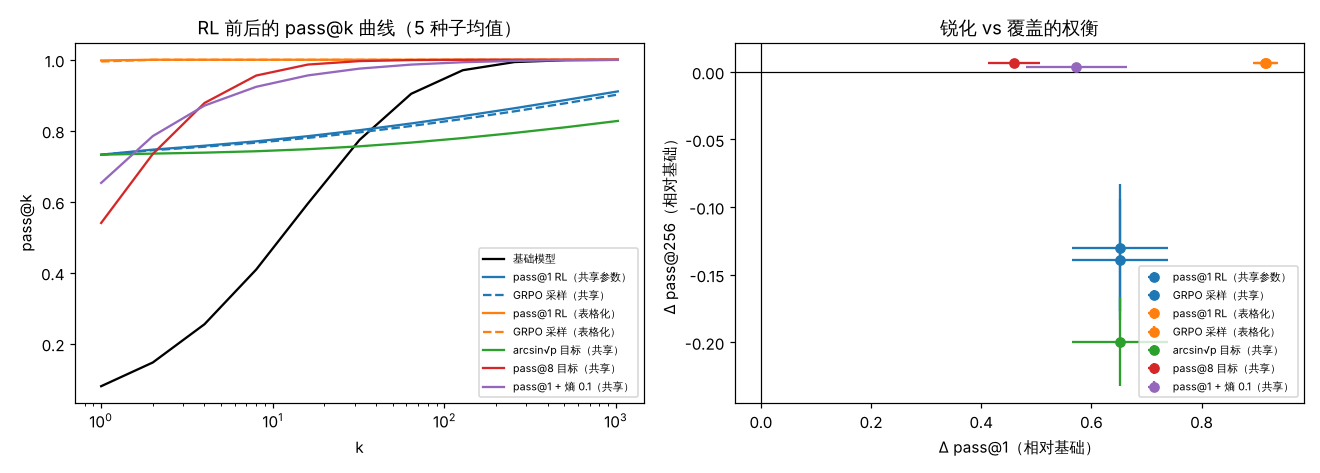 RL 前后的 pass@k 曲线（5 种子均值）
pass@k
1.0
0.8
0.6
0.4
0.2
10⁰
10¹
10²
10³
k
基础模型
pass@1 RL（共享参数）
GRPO 采样（共享）
pass@1 RL（表格化）
GRPO 采样（表格化）
arcsin√p 目标（共享）
pass@8 目标（共享）
pass@1 + 熵 0.1（共享）
锐化 vs 覆盖的权衡
Δ pass@256（相对基础）
0.00
-0.05
-0.10
-0.15
-0.20
0.0
0.2
0.4
0.6
0.8
Δ pass@1（相对基础）
pass@1 RL（共享参数）
GRPO 采样（共享）
pass@1 RL（表格化）
GRPO 采样（表格化）
arcsin√p 目标（共享）
pass@8 目标（共享）
pass@1 + 熵 0.1（共享）